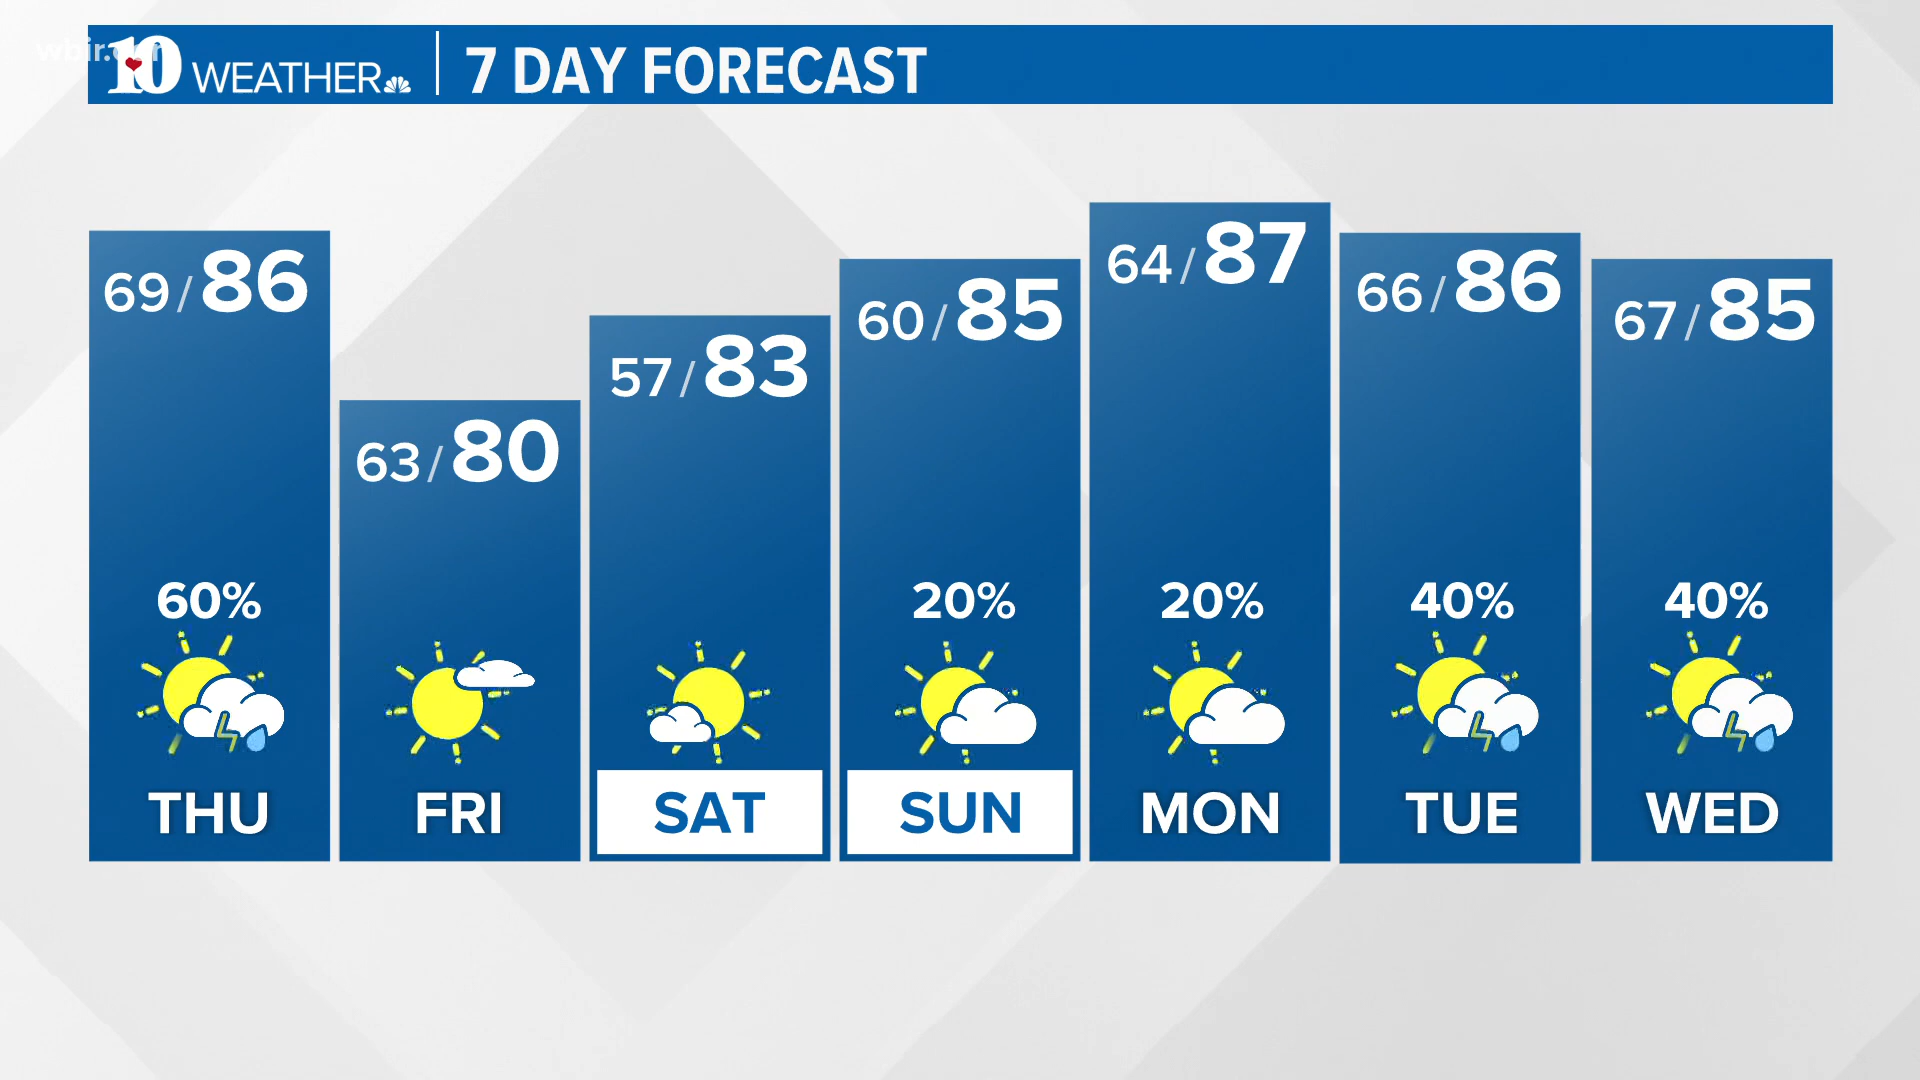 wbir.com
10 WEATHER 7 DAY FORECAST
69/86 63/80 57/83 60/85 64/87 66/86 67/85
60% 20% 20% 40% 40%
THU FRI SAT SUN MON TUE WED